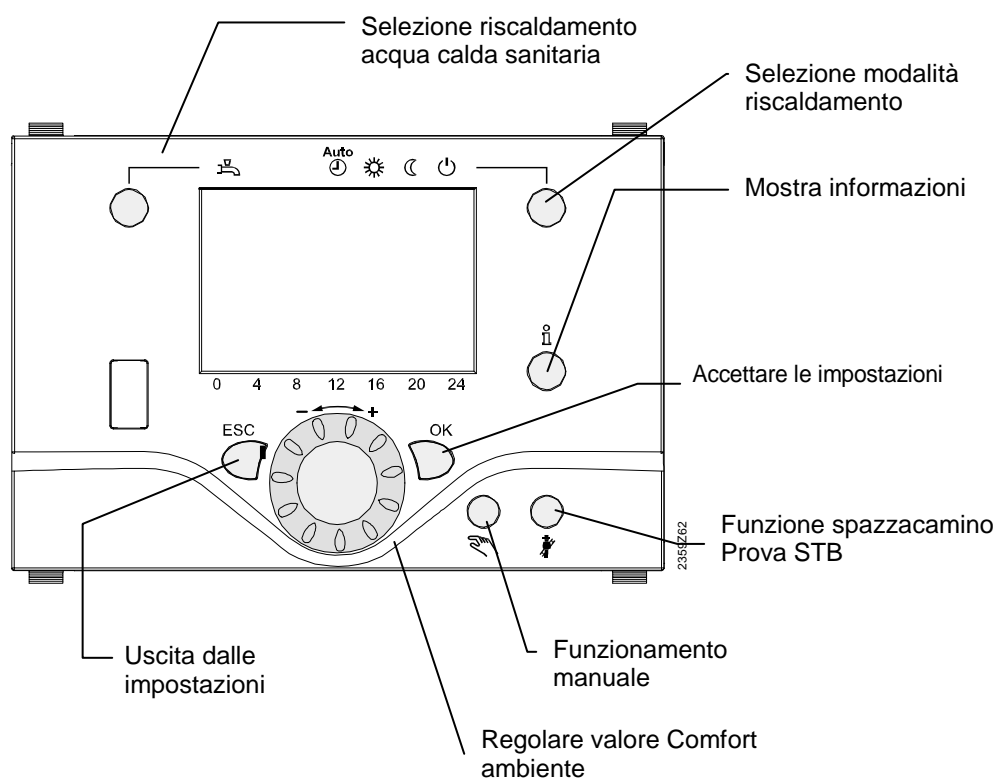 Selezione riscaldamento
acqua calda sanitaria
Selezione modalità
riscaldamento
Auto
Mostra informazioni
i
0 4 8 12 16 20 24
Accettare le impostazioni
− +
ESC
OK
2359Z62
Funzione spazzacamino
Prova STB
Uscita dalle
impostazioni
Funzionamento
manuale
Regolare valore Comfort
ambiente